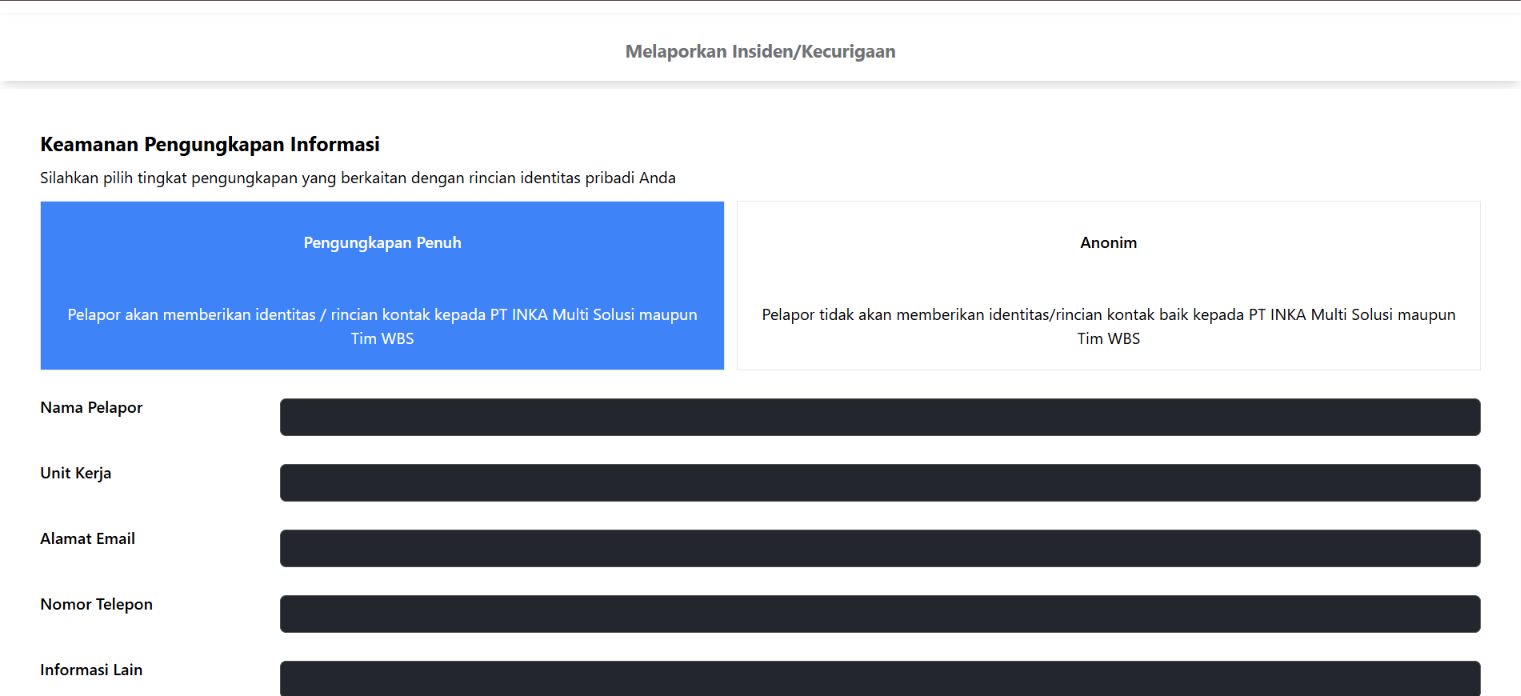 Melaporkan Insiden/Kecurigaan
Keamanan Pengungkapan Informasi
Silahkan pilih tingkat pengungkapan yang berkaitan dengan rincian identitas pribadi Anda
Pengungkapan Penuh
Pelapor akan memberikan identitas / rincian kontak kepada PT INKA Multi Solusi maupun
Tim WBS
Anonim
Pelapor tidak akan memberikan identitas/rincian kontak baik kepada PT INKA Multi Solusi maupun
Tim WBS
Nama Pelapor
Unit Kerja
Alamat Email
Nomor Telepon
Informasi Lain